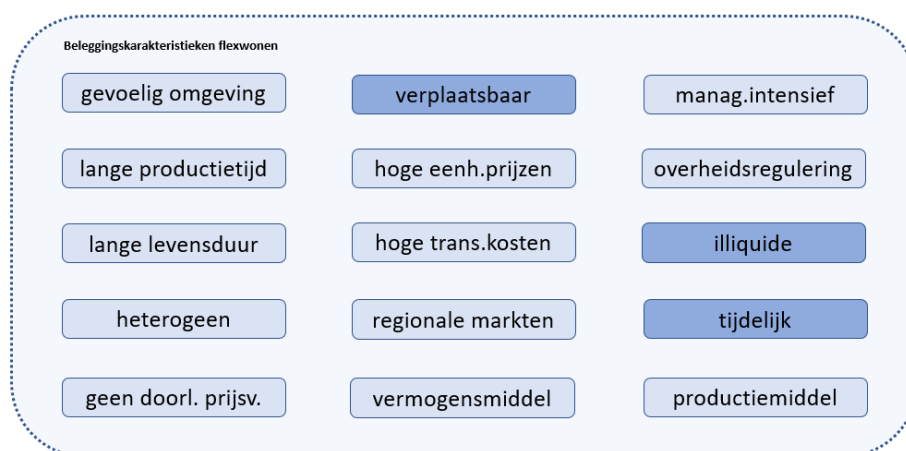 Beleggingskarakteristieken flexwonen
gevoelig omgeving
verplaatsbaar
manag.intensief
lange productietijd
hoge eenh.prijzen
overheidsregulering
lange levensduur
hoge trans.kosten
illiquide
heterogeen
regionale markten
tijdelijk
geen doorl. prijsv.
vermogensmiddel
productiemiddel